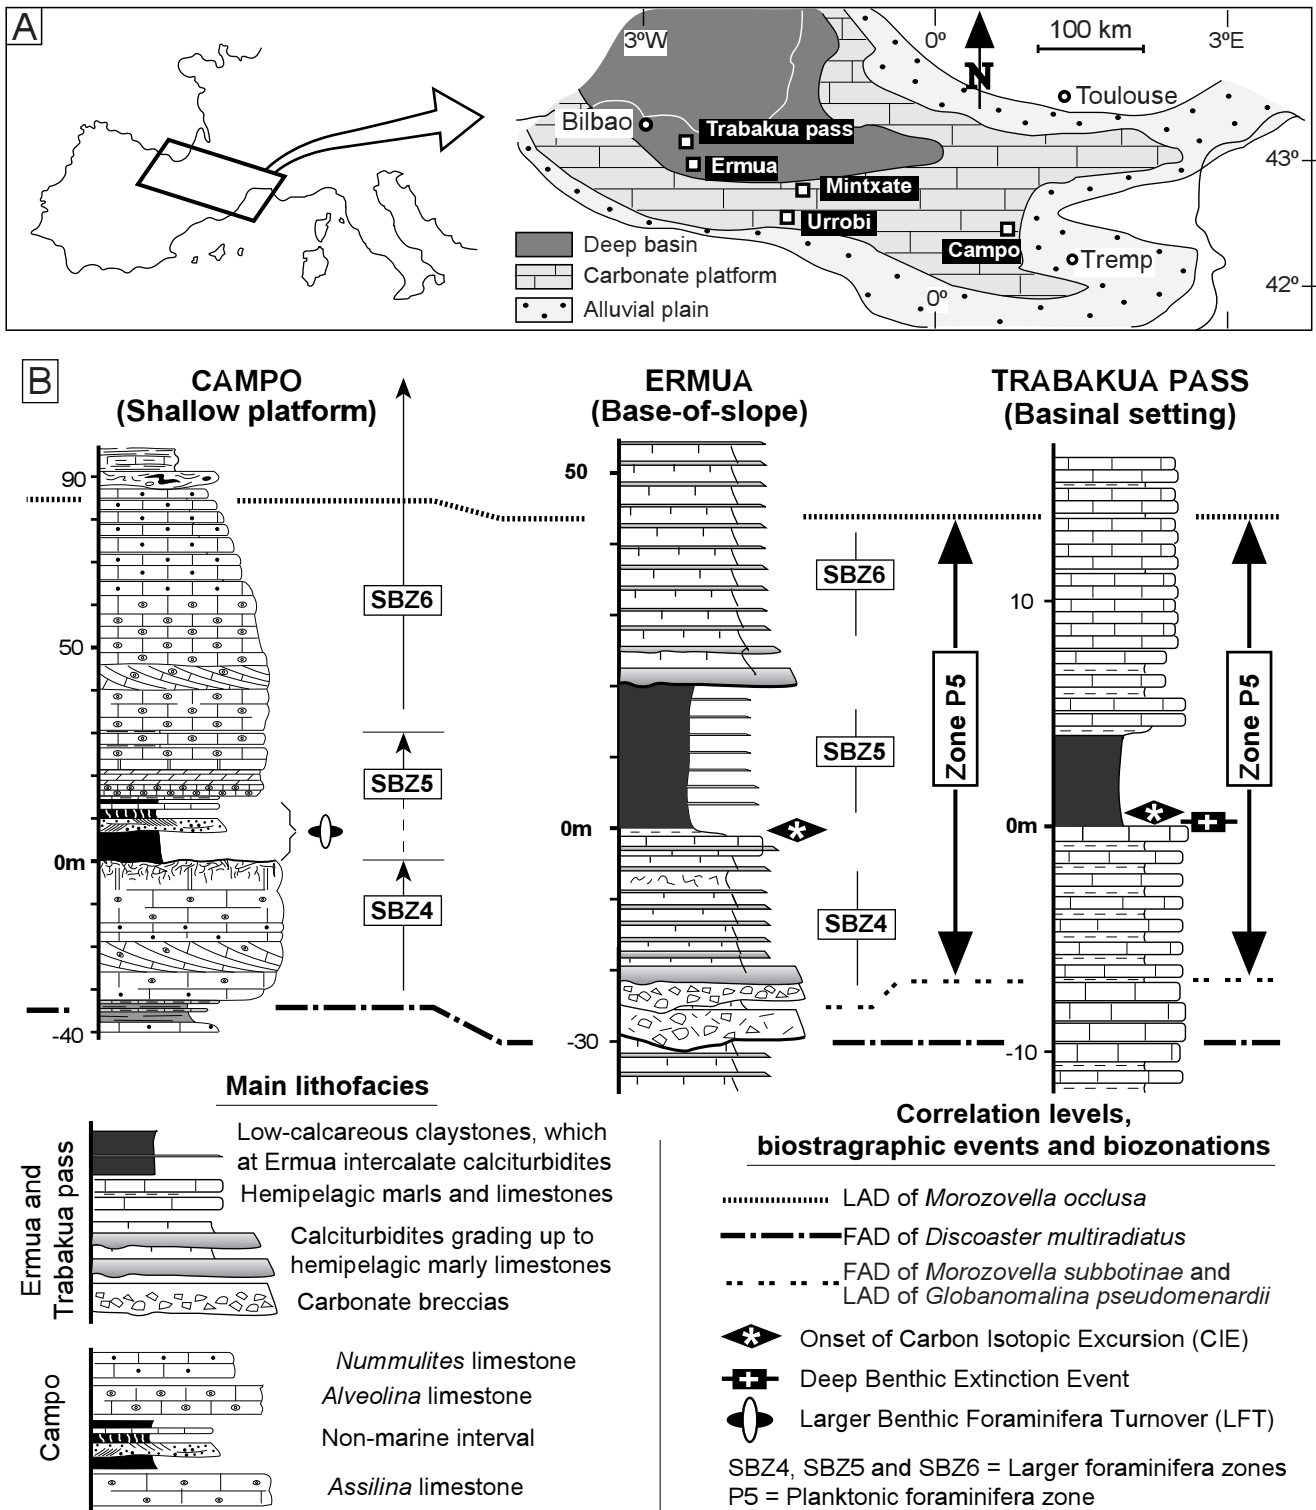 A
3ºW
0º
100 km
3ºE
N
Toulouse
Bilbao
Trabakua pass
43º
Ermua
Mintxate
Urrobi
Campo
Tremp
Deep basin
Carbonate platform
Alluvial plain
0º
42º
B
CAMPO
(Shallow platform)
ERMUA
(Base-of-slope)
TRABAKUA PASS
(Basinal setting)
90
50
0m
-40
SBZ6
SBZ5
SBZ4
50
0m
-30
SBZ6
SBZ5
SBZ4
*
Zone P5
10
0m
-10
*
Zone P5
Main lithofacies
Ermua and
Trabakua pass
Low-calcareous claystones, which
at Ermua intercalate calciturbidites
Hemipelagic marls and limestones
Calciturbidites grading up to
hemipelagic marly limestones
Carbonate breccias
Campo
Nummulites limestone
Alveolina limestone
Non-marine interval
Assilina limestone
Correlation levels,
biostragraphic events and biozonations
LAD of Morozovella occlusa
FAD of Discoaster multiradiatus
FAD of Morozovella subbotinae and
LAD of Globanomalina pseudomenardii
* Onset of Carbon Isotopic Excursion (CIE)
Deep Benthic Extinction Event
Larger Benthic Foraminifera Turnover (LFT)
SBZ4, SBZ5 and SBZ6 = Larger foraminifera zones
P5 = Planktonic foraminifera zone